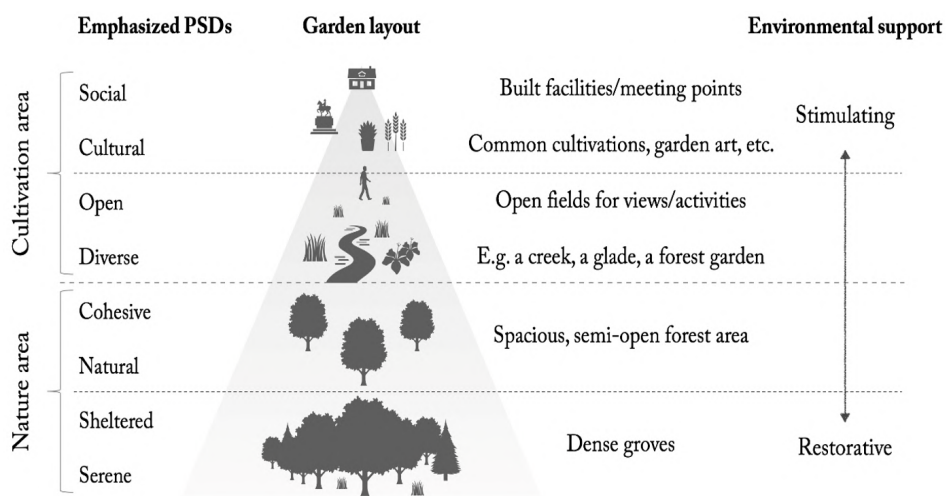 Emphasized PSDs Garden layout Environmental support
Cultivation area
Social
Built facilities/meeting points
Stimulating
Cultural
Common cultivations, garden art, etc.
Open
Open fields for views/activities
Diverse
E.g. a creek, a glade, a forest garden
Nature area
Cohesive
Spacious, semi-open forest area
Natural
Sheltered
Dense groves
Restorative
Serene